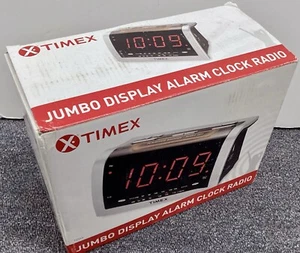 TIMEX
10:09
JUMBO DISPLAY ALARM CLOCK RADIO
TIMEX
10:09
TIMEX
JUMBO DISPLAY ALARM CLOCK RADIO